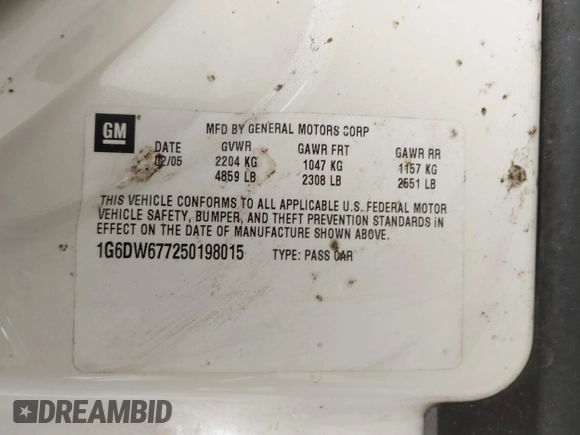 GM
MFD BY GENERAL MOTORS CORP
DATE GVWR GAWR FRT GAWR RR
02/05 2204 KG 1047 KG 1157 KG
4859 LB 2308 LB 2551 LB
THIS VEHICLE CONFORMS TO ALL APPLICABLE U.S. FEDERAL MOTOR
VEHICLE SAFETY, BUMPER, AND THEFT PREVENTION STANDARDS IN
EFFECT ON THE DATE OF MANUFACTURE SHOWN ABOVE.
1G6DW677250198015 TYPE: PASS CAR
DREAMBID